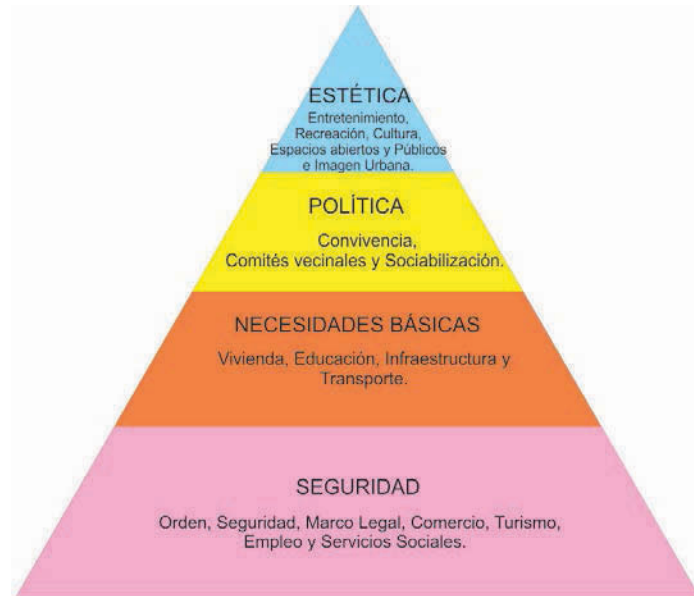 ESTÉTICA
Entretenimiento,
Recreación, Cultura,
Espacios abiertos y Públicos
e Imagen Urbana.
POLÍTICA
Convivencia,
Comités vecinales y Sociabilización.
NECESIDADES BÁSICAS
Vivienda, Educación, Infraestructura y
Transporte.
SEGURIDAD
Orden, Seguridad, Marco Legal, Comercio, Turismo,
Empleo y Servicios Sociales.